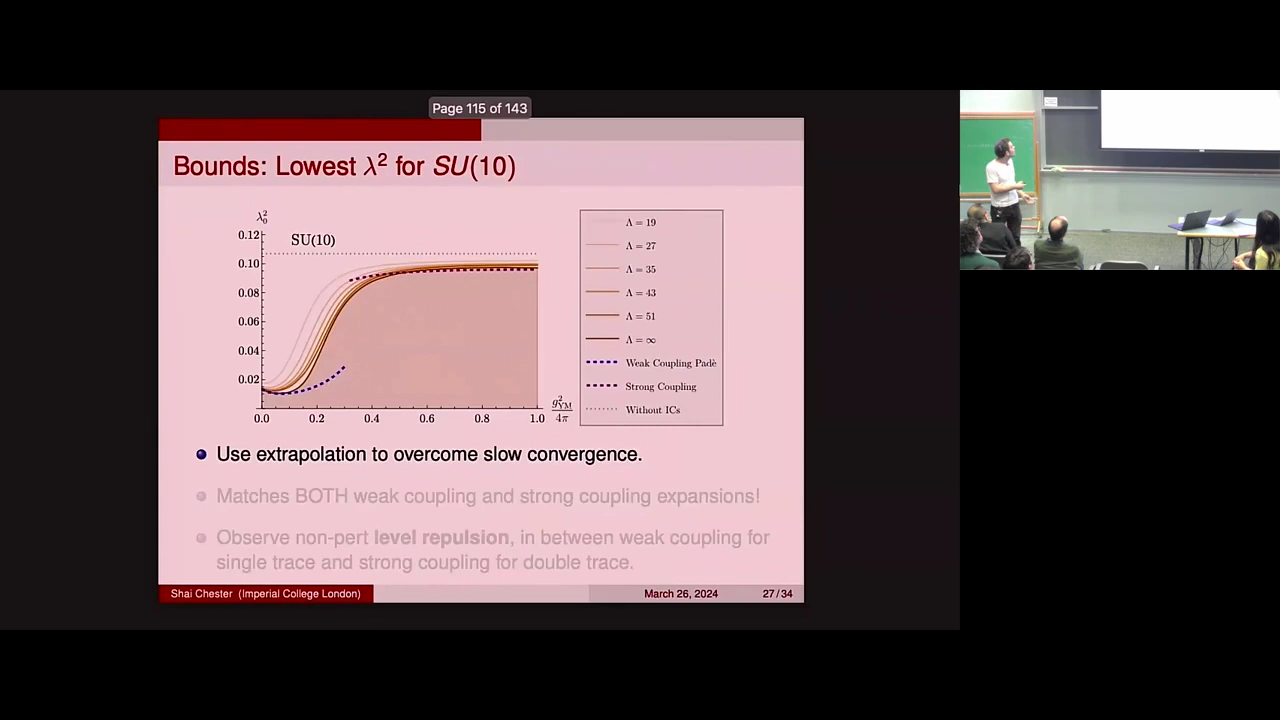 Page 115 of 143
Bounds: Lowest λ² for SU(10)
λ₀²
SU(10)
0.12
0.10
0.08
0.06
0.04
0.02
0.0 0.2 0.4 0.6 0.8 1.0
g²YM
4π
Λ = 19
Λ = 27
Λ = 35
Λ = 43
Λ = 51
Λ = ∞
Weak Coupling Padè
Strong Coupling
Without ICs
Use extrapolation to overcome slow convergence.
Matches BOTH weak coupling and strong coupling expansions!
Observe non-pert level repulsion, in between weak coupling for
single trace and strong coupling for double trace.
Shai Chester (Imperial College London) March 26, 2024 27/34